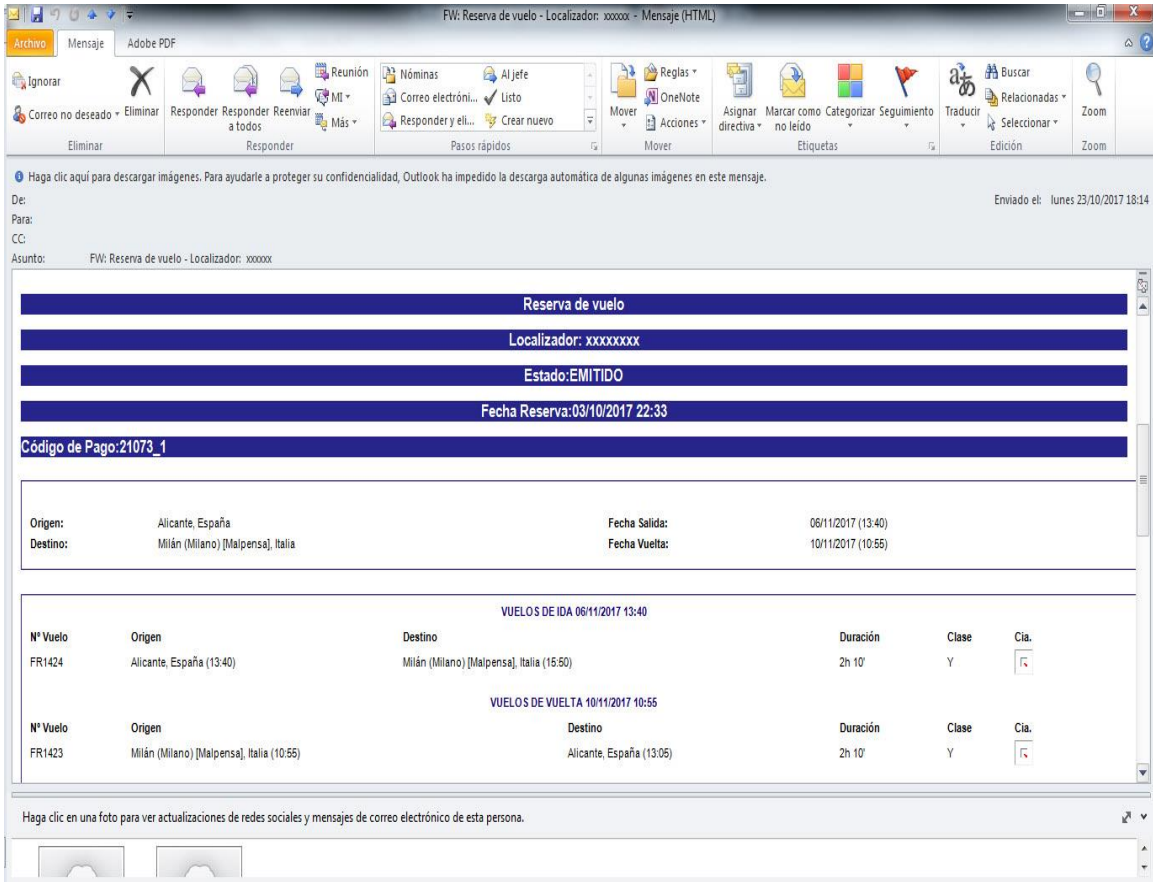 FW: Reserva de vuelo - Localizador: xxxxxx - Mensaje (HTML)
Archivo Mensaje Adobe PDF
Ignorar
Correo no deseado
Eliminar
Responder
Responder a todos
Reenviar
Reunión
MI
Más
Nóminas
Correo electróni...
Responder y eli...
Al jefe
Listo
Crear nuevo
Mover
Reglas
OneNote
Acciones
Asignar directiva
Marcar como no leído
Categorizar
Seguimiento
Traducir
Buscar
Relacionadas
Seleccionar
Zoom
Eliminar Responder Pasos rápidos Mover Etiquetas Edición Zoom
Haga clic aquí para descargar imágenes. Para ayudarle a proteger su confidencialidad, Outlook ha impedido la descarga automática de algunas imágenes en este mensaje.
De: Enviado el: lunes 23/10/2017 18:14
Para:
CC:
Asunto: FW: Reserva de vuelo - Localizador: xxxxxx
Reserva de vuelo
Localizador: xxxxxxxx
Estado:EMITIDO
Fecha Reserva:03/10/2017 22:33
Código de Pago:21073_1
Origen: Alicante, España Fecha Salida: 06/11/2017 (13:40)
Destino: Milán (Milano) [Malpensa], Italia Fecha Vuelta: 10/11/2017 (10:55)
VUELOS DE IDA 06/11/2017 13:40
Nº Vuelo Origen Destino Duración Clase Cia.
FR1424 Alicante, España (13:40) Milán (Milano) [Malpensa], Italia (15:50) 2h 10' Y
VUELOS DE VUELTA 10/11/2017 10:55
Nº Vuelo Origen Destino Duración Clase Cia.
FR1423 Milán (Milano) [Malpensa], Italia (10:55) Alicante, España (13:05) 2h 10' Y
Haga clic en una foto para ver actualizaciones de redes sociales y mensajes de correo electrónico de esta persona.